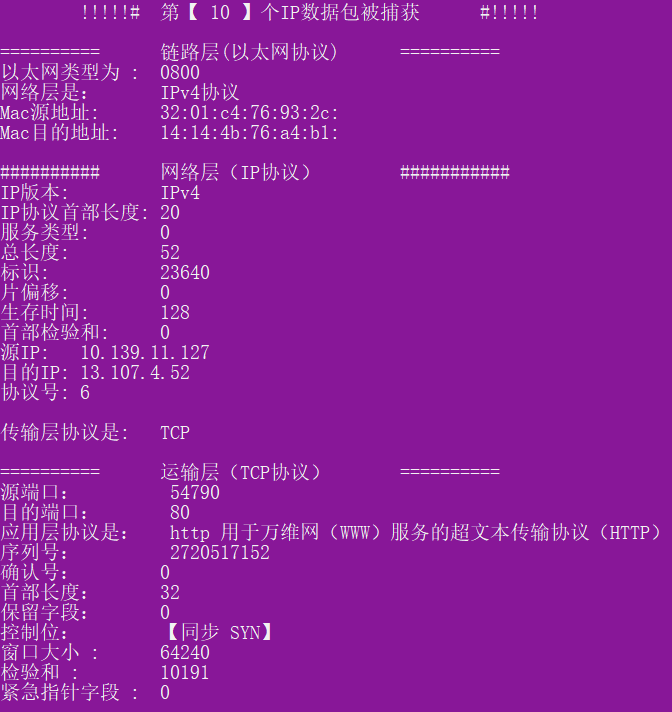 !!!!!# 第【 10 】个IP数据包被捕获 #!!!!!
========== 链路层(以太网协议) ==========
以太网类型为 : 0800
网络层是: IPv4协议
Mac源地址: 32:01:c4:76:93:2c:
Mac目的地址: 14:14:4b:76:a4:b1:
########## 网络层（IP协议） ###########
IP版本: IPv4
IP协议首部长度: 20
服务类型: 0
总长度: 52
标识: 23640
片偏移: 0
生存时间: 128
首部检验和: 0
源IP: 10.139.11.127
目的IP: 13.107.4.52
协议号: 6
传输层协议是: TCP
========== 运输层（TCP协议） ==========
源端口： 54790
目的端口： 80
应用层协议是： http 用于万维网（WWW）服务的超文本传输协议（HTTP）
序列号： 2720517152
确认号： 0
首部长度： 32
保留字段： 0
控制位： 【同步 SYN】
窗口大小 : 64240
检验和 : 10191
紧急指针字段 : 0